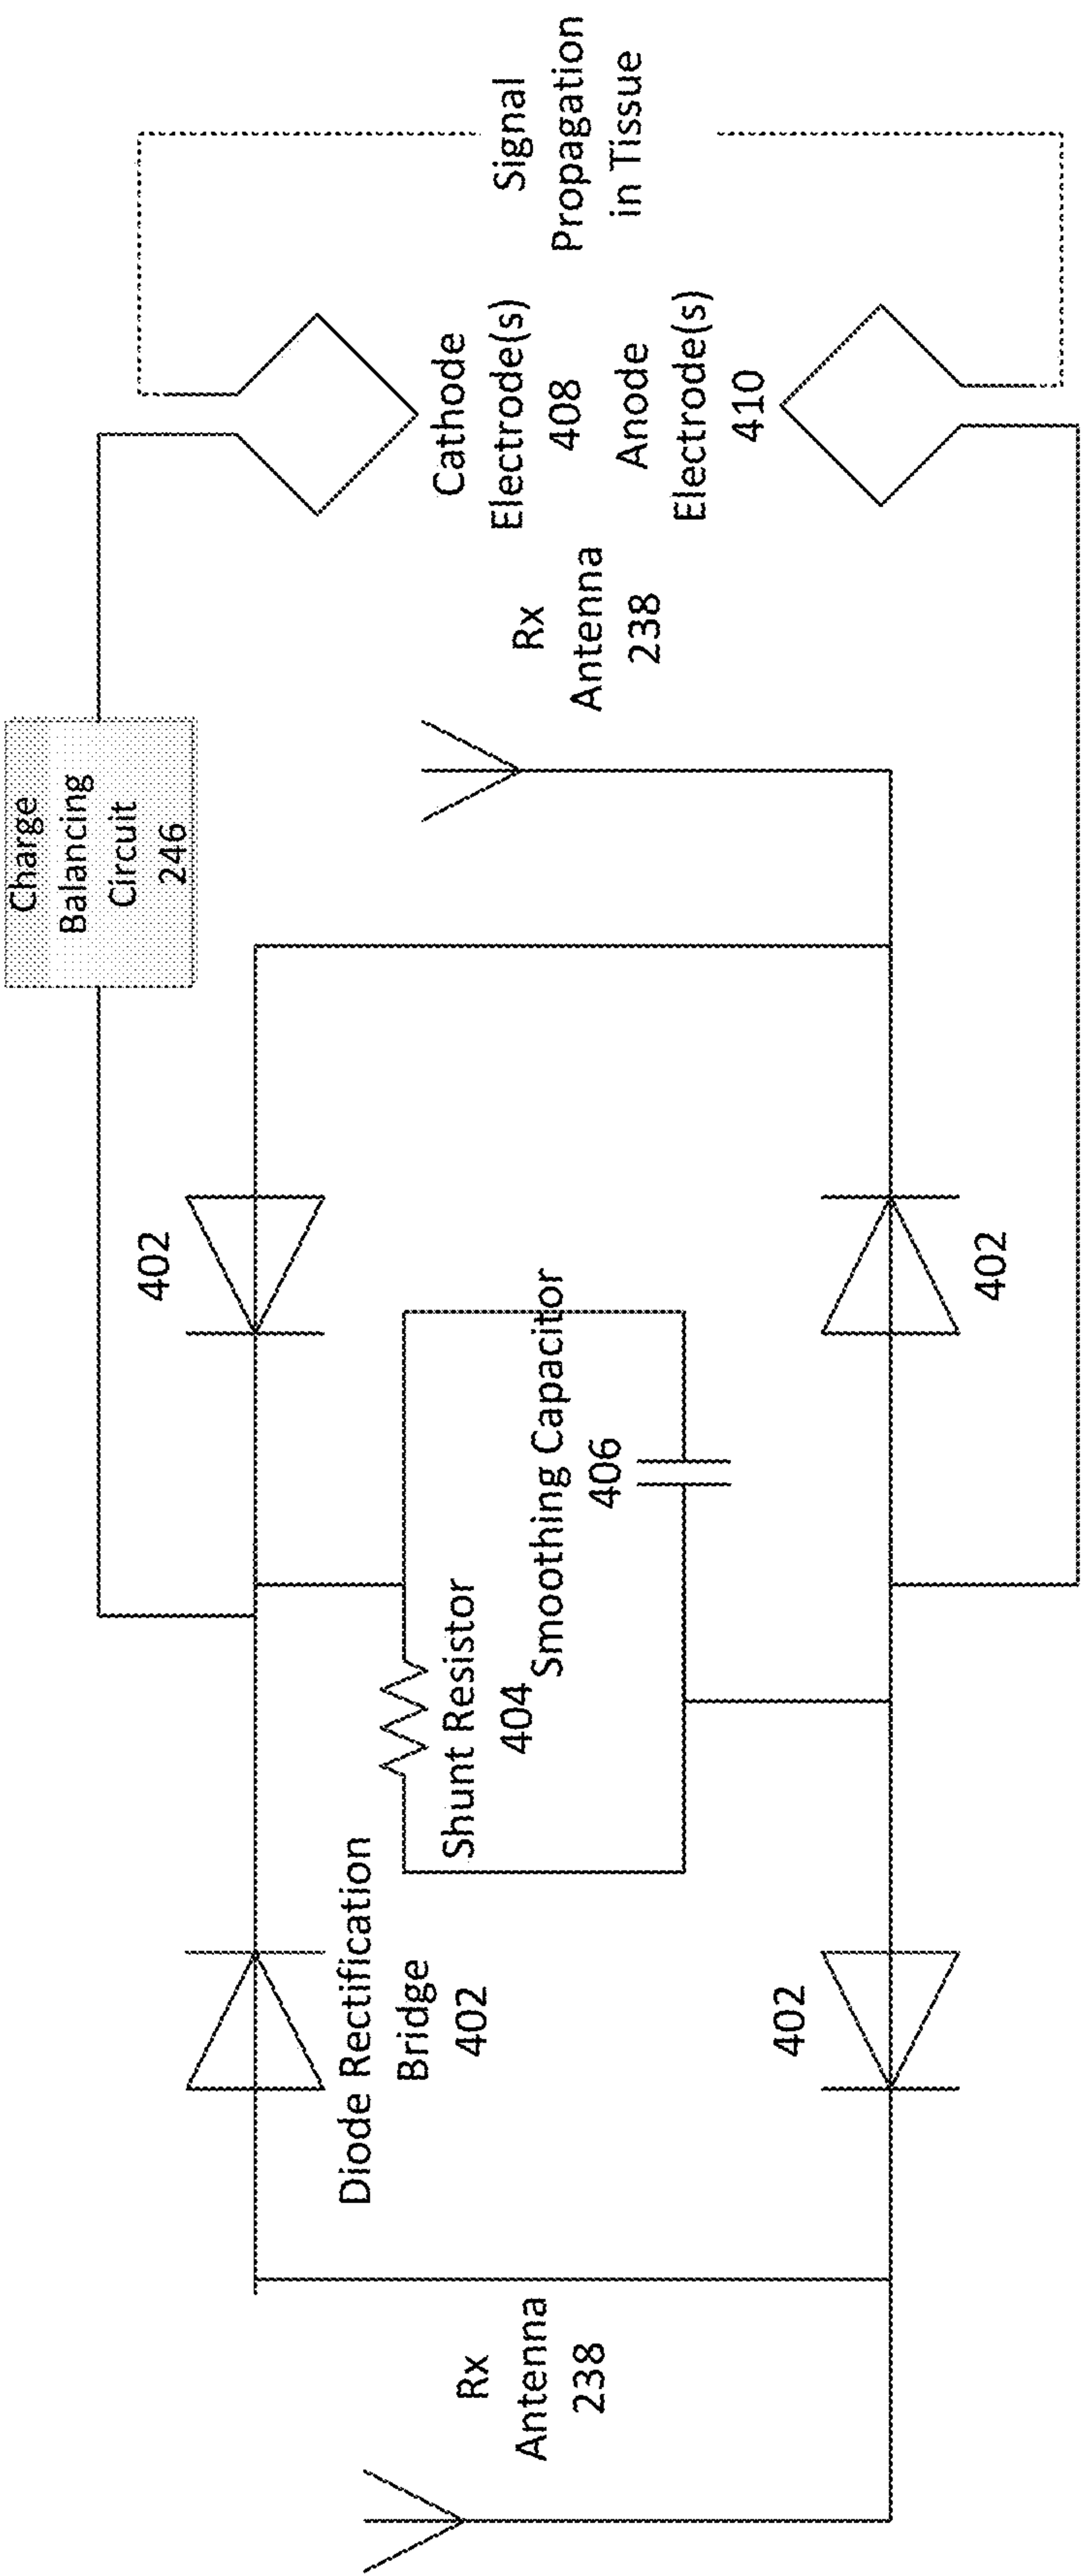 Charge
Balancing
Circuit
246
402
402
Diode Rectification
Bridge
402
402
Shunt Resistor
404
Smoothing Capacitor
406
Rx
Antenna
238
Rx
Antenna
238
Cathode
Electrode(s)
408
Anode
Electrode(s)
410
Signal
Propagation
in Tissue